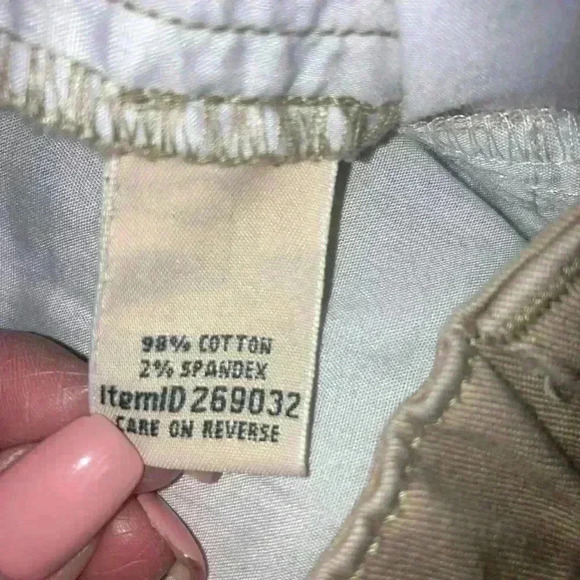 98% COTTON
2% SPANDEX
ItemID 269032
CARE ON REVERSE